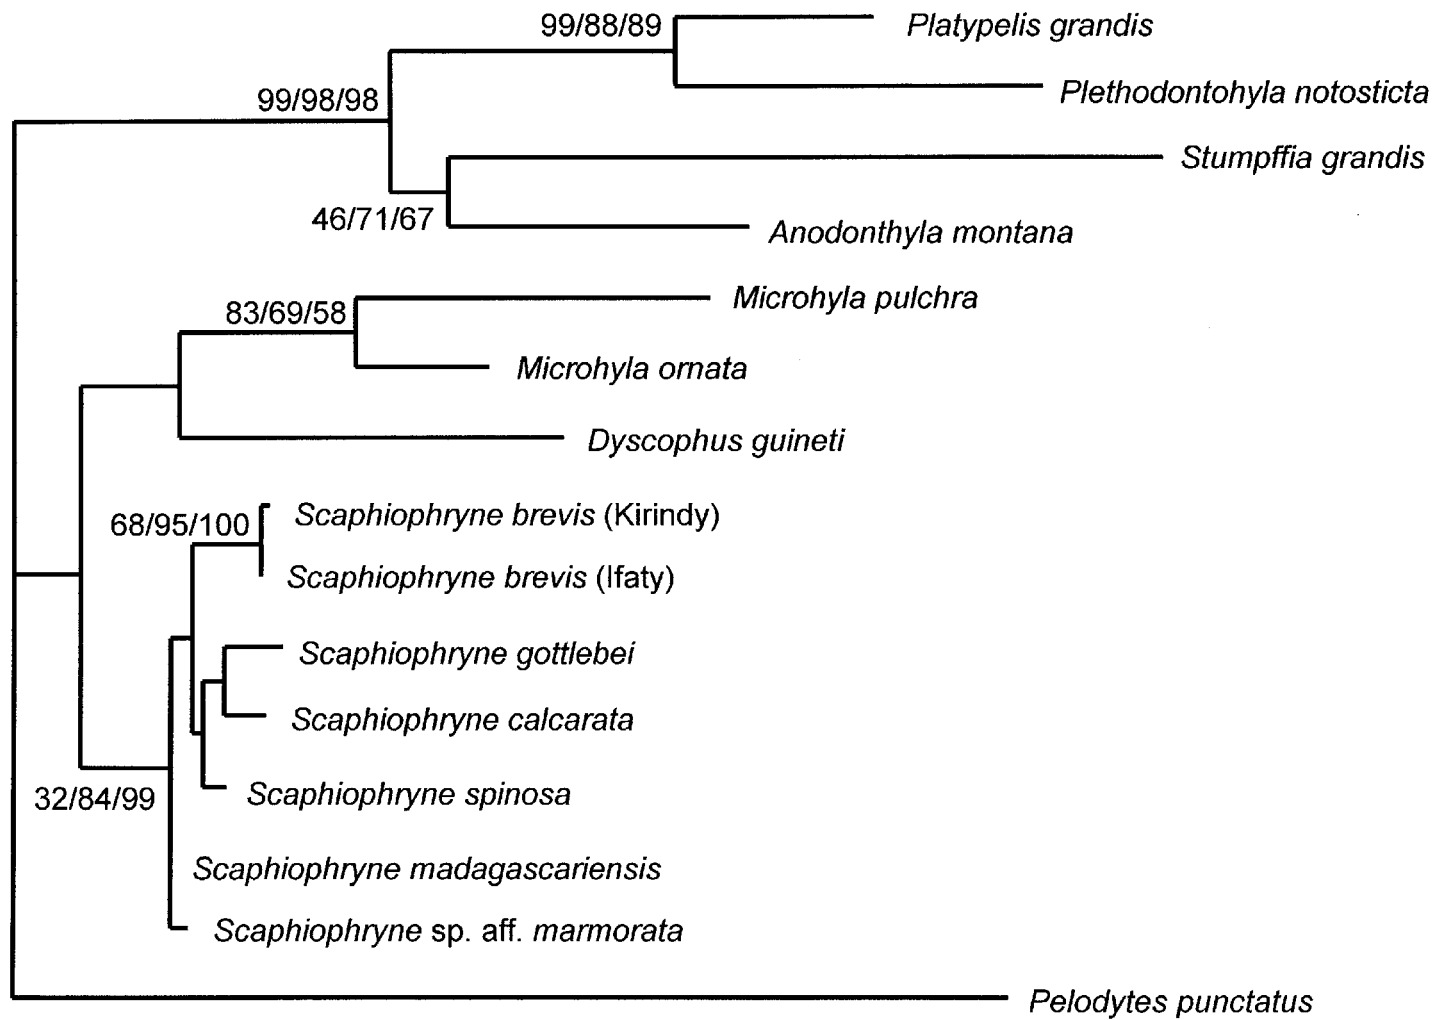 99/88/89
Platypelis grandis
Plethodontohyla notosticta
99/98/98
Stumpffia grandis
46/71/67
Anodonthyla montana
83/69/58
Microhyla pulchra
Microhyla ornata
Dyscophus guineti
68/95/100
Scaphiophryne brevis (Kirindy)
Scaphiophryne brevis (Ifaty)
Scaphiophryne gottlebei
Scaphiophryne calcarata
32/84/99
Scaphiophryne spinosa
Scaphiophryne madagascariensis
Scaphiophryne sp. aff. marmorata
Pelodytes punctatus